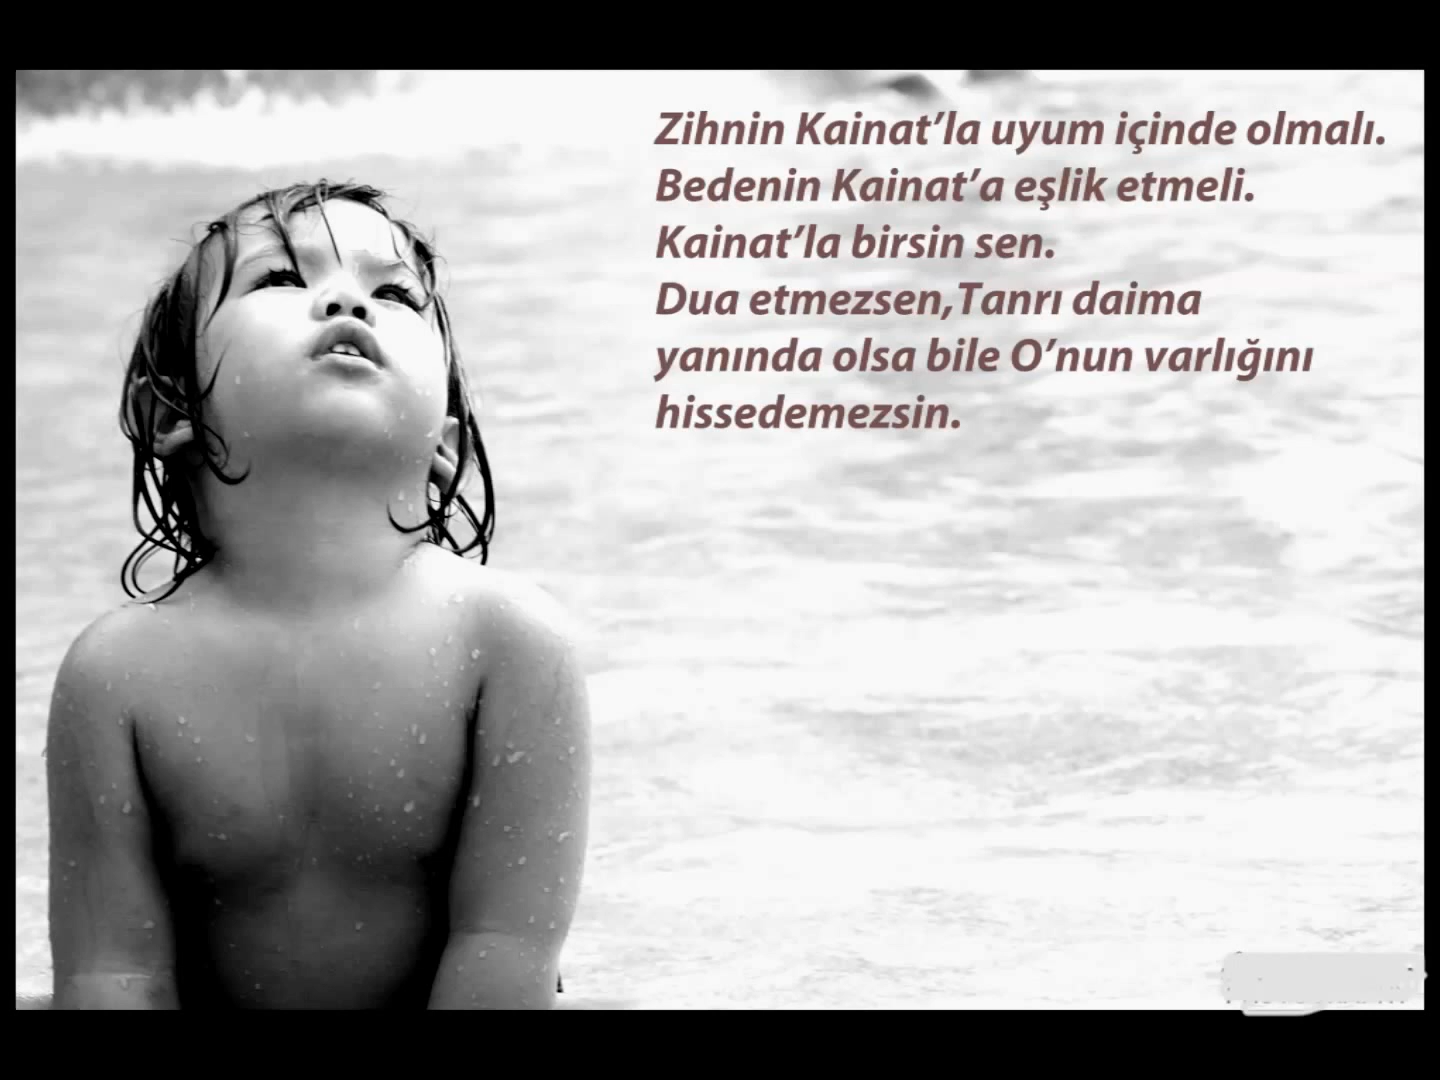 Zihnin Kainat’la uyum içinde olmalı.
Bedenin Kainat’a eşlik etmeli.
Kainat’la birsin sen.
Dua etmezsen,Tanrı daima
yanında olsa bile O’nun varlığını
hissedemezsin.